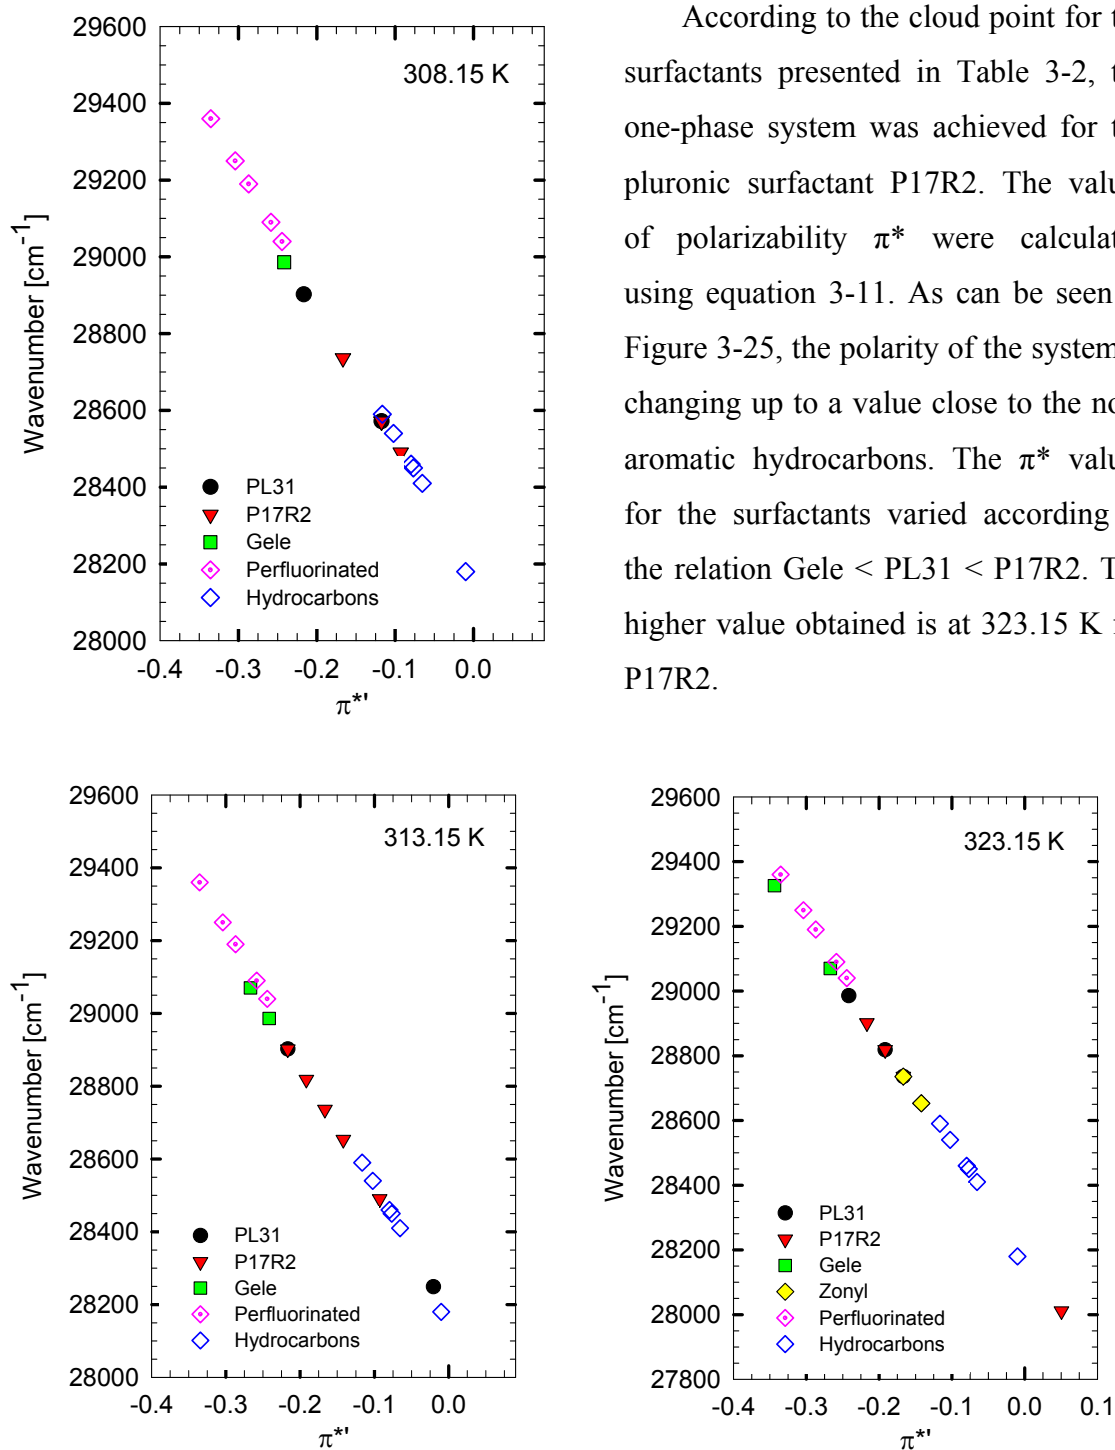 29600
29400
29200
29000
28800
28600
28400
28200
28000
Wavenumber [cm-1]
308.15 K
PL31
P17R2
Gele
Perfluorinated
Hydrocarbons
-0.4 -0.3 -0.2 -0.1 0.0
π*'
According to the cloud point for
surfactants presented in Table 3-2,
one-phase system was achieved for
pluronic surfactant P17R2. The
of polarizability π* were
using equation 3-11. As can be seen
Figure 3-25, the polarity of the
changing up to a value close to the
aromatic hydrocarbons. The π*
for the surfactants varied according
the relation Gele < PL31 < P17R2.
higher value obtained is at 323.15 K
P17R2.
29600
29400
29200
29000
28800
28600
28400
28200
28000
Wavenumber [cm-1]
313.15 K
PL31
P17R2
Gele
Perfluorinated
Hydrocarbons
-0.4 -0.3 -0.2 -0.1 0.0
π*'
29600
29400
29200
29000
28800
28600
28400
28200
28000
27800
Wavenumber [cm-1]
323.15 K
PL31
P17R2
Gele
Zonyl
Perfluorinated
Hydrocarbons
-0.4 -0.3 -0.2 -0.1 0.0 0.1
π*'